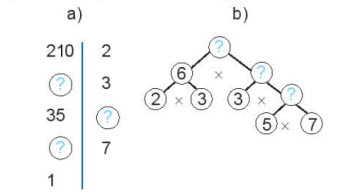 a) b)
210 2
? 3
35 ?
? 7
1
?
6 × ?
2 × 3 3 × ?
5 × 7